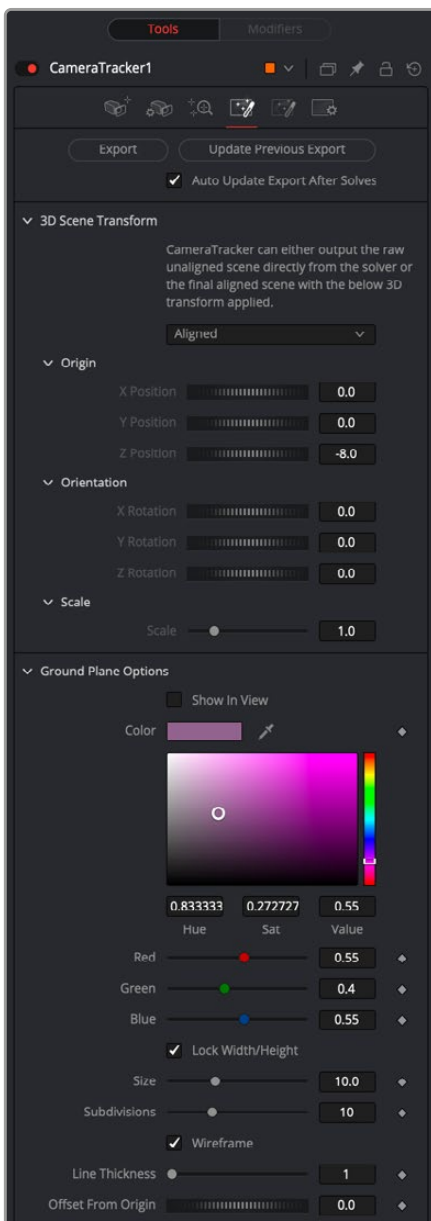 Tools Modifiers
CameraTracker1
Export Update Previous Export
Auto Update Export After Solves
3D Scene Transform
CameraTracker can either output the raw
unaligned scene directly from the solver or
the final aligned scene with the below 3D
transform applied.
Aligned
Origin
X Position 0.0
Y Position 0.0
Z Position -8.0
Orientation
X Rotation 0.0
Y Rotation 0.0
Z Rotation 0.0
Scale
Scale 1.0
Ground Plane Options
Show In View
Color
0.833333 0.272727 0.55
Hue Sat Value
Red 0.55
Green 0.4
Blue 0.55
Lock Width/Height
Size 10.0
Subdivisions 10
Wireframe
Line Thickness 1
Offset From Origin 0.0